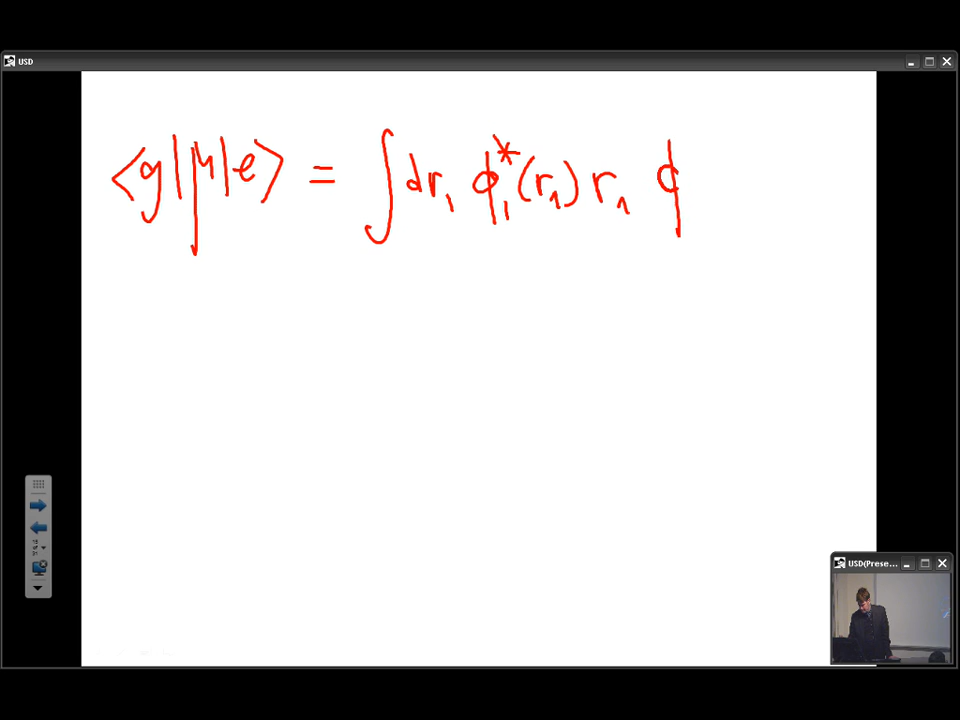 USD
<g|μ|e> = ∫dr₁ ϕ₁*(r₁) r₁ ϕ
USD(Prese...